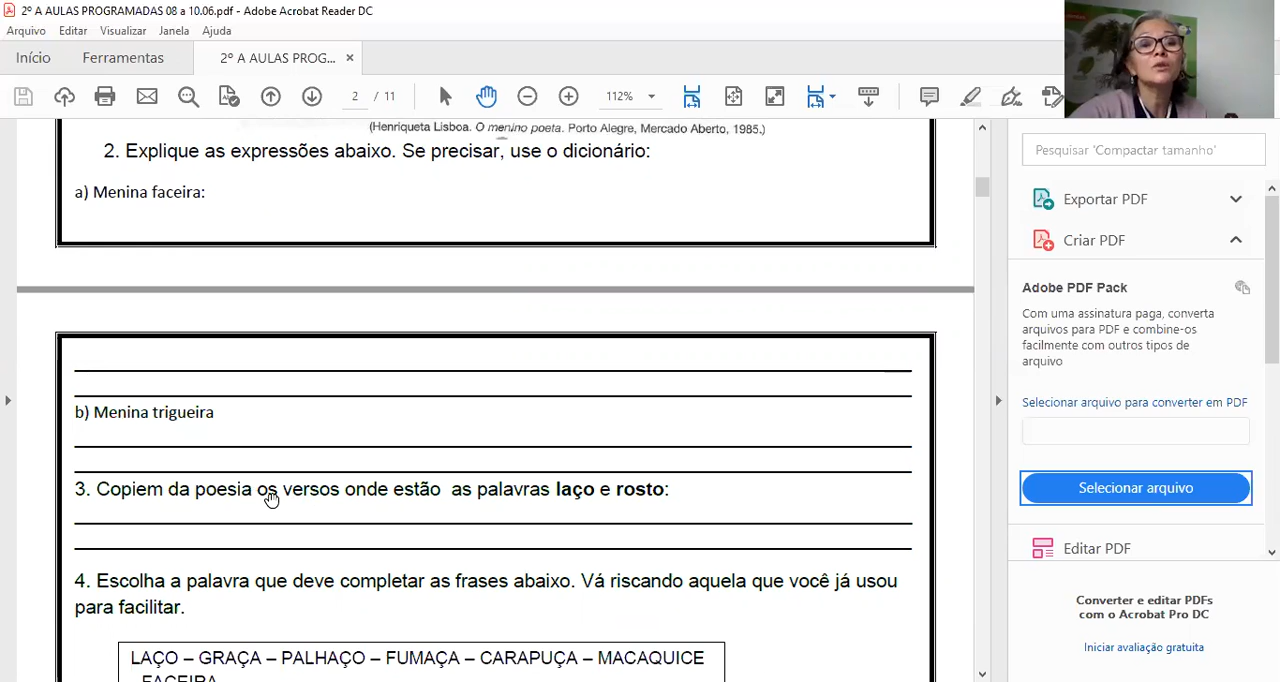 2º A AULAS PROGRAMADAS 08 a 10.06.pdf - Adobe Acrobat Reader DC
Arquivo Editar Visualizar Janela Ajuda
Início Ferramentas 2º A AULAS PROG... ×
2 / 11 112%
(Henriqueta Lisboa. O menino poeta. Porto Alegre, Mercado Aberto, 1985.)
2. Explique as expressões abaixo. Se precisar, use o dicionário:
a) Menina faceira:
b) Menina trigueira
3. Copiem da poesia os versos onde estão as palavras laço e rosto:
4. Escolha a palavra que deve completar as frases abaixo. Vá riscando aquela que você já usou
para facilitar.
LAÇO – GRAÇA – PALHAÇO – FUMAÇA – CARAPUÇA – MACAQUICE
– FACEIRA
Pesquisar 'Compactar tamanho'
Exportar PDF
Criar PDF
Adobe PDF Pack
Com uma assinatura paga, converta
arquivos para PDF e combine-os
facilmente com outros tipos de
arquivo
Selecionar arquivo para converter em PDF
Selecionar arquivo
Editar PDF
Converter e editar PDFs
com o Acrobat Pro DC
Iniciar avaliação gratuita